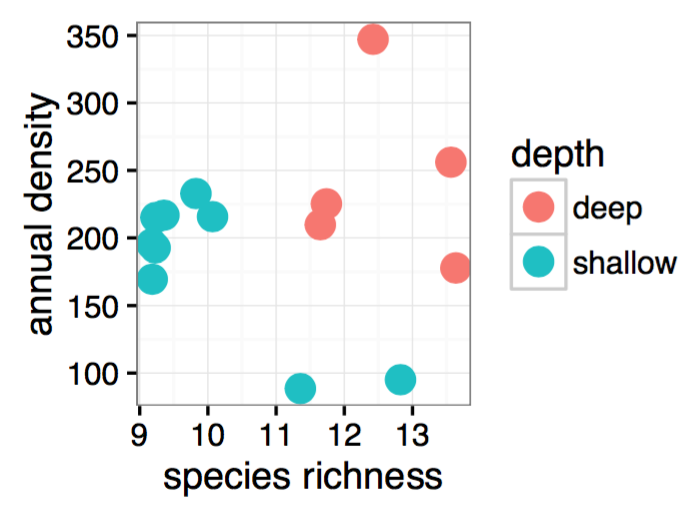 annual density
350
300
250
200
150
100
9 10 11 12 13
species richness
depth
deep
shallow